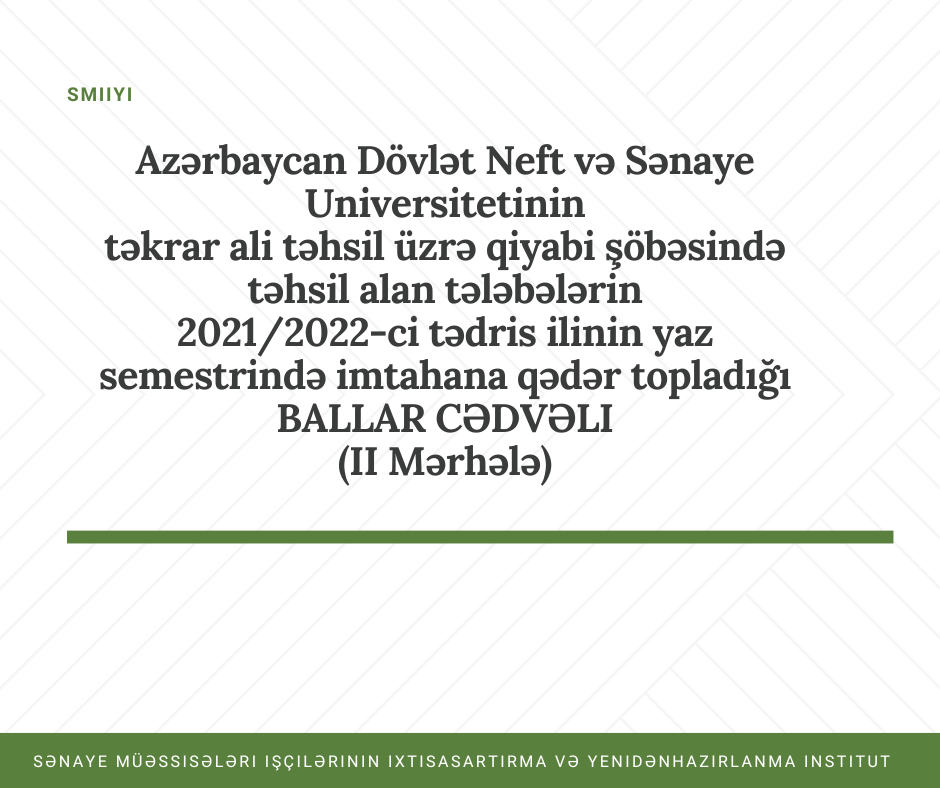 SMIIYI
Azərbaycan Dövlət Neft və Sənaye
Universitetinin
təkrar ali təhsil üzrə qiyabi şöbəsində
təhsil alan tələbələrin
2021/2022-ci tədris ilinin yaz
semestrində imtahana qədər topladığı
BALLAR CƏDVƏLI
(II Mərhələ)
SƏNAYE MÜƏSSISƏLƏRI IŞÇILƏRININ IXTISASARTIRMA VƏ YENIDƏNHAZIRLANMA INSTITUT